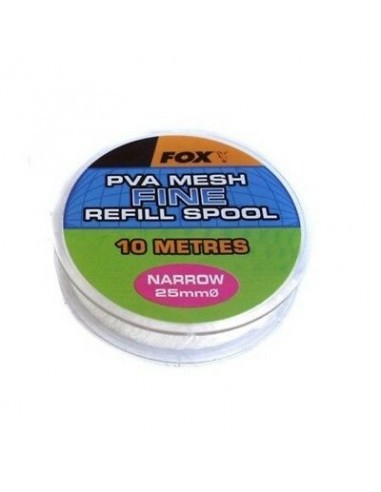 FOX
PVA MESH
FINE
REFILL SPOOL
10 METRES
NARROW
25mmØ